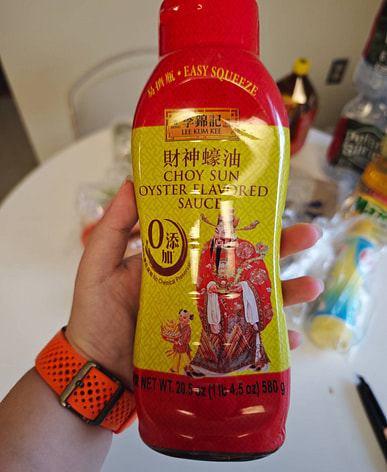 易擠瓶 • EASY SQUEEZE
李錦記
LEE KUM KEE
財神蠔油
CHOY SUN
OYSTER FLAVORED
SAUCE
0添加
NET WT. 20.5 oz (1 lb 4.5 oz) 580 g